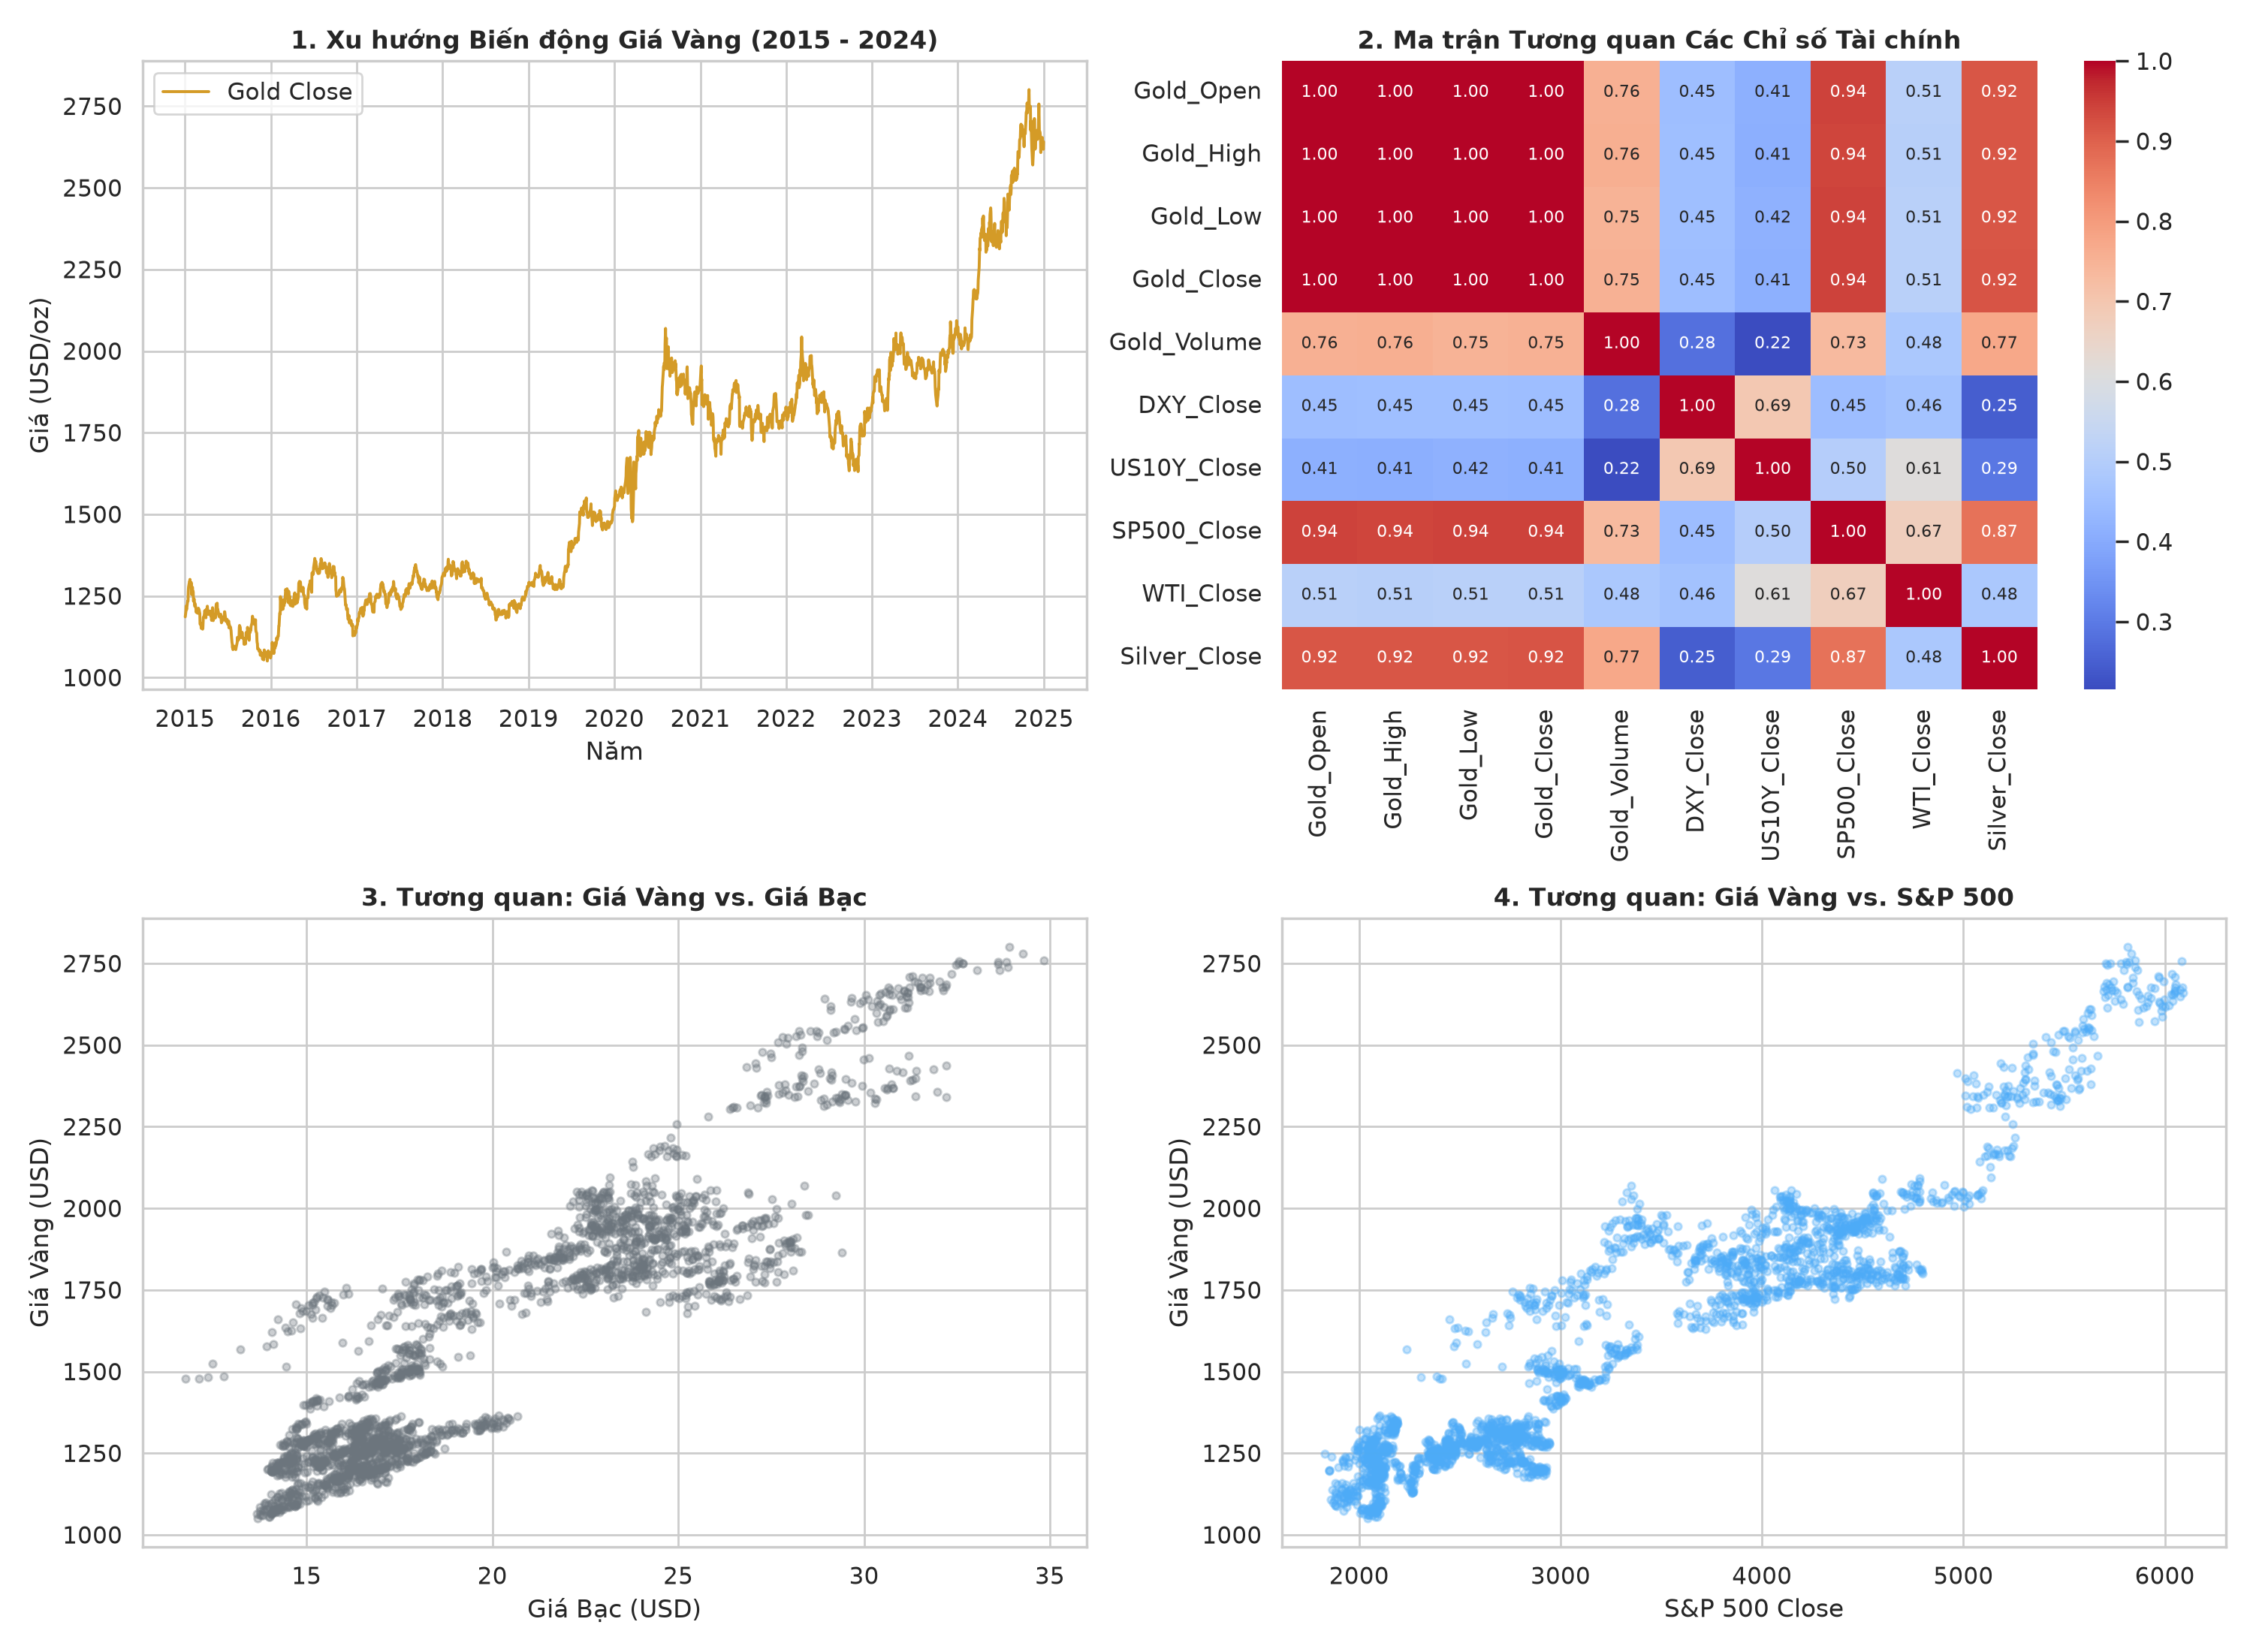 1. Xu hướng Biến động Giá Vàng (2015 - 2024)
Gold Close
Giá (USD/oz)
2750
2500
2250
2000
1750
1500
1250
1000
2015 2016 2017 2018 2019 2020 2021 2022 2023 2024 2025
Năm
2. Ma trận Tương quan Các Chỉ số Tài chính
Gold_Open 1.00 1.00 1.00 1.00 0.76 0.45 0.41 0.94 0.51 0.92
Gold_High 1.00 1.00 1.00 1.00 0.76 0.45 0.41 0.94 0.51 0.92
Gold_Low 1.00 1.00 1.00 1.00 0.75 0.45 0.42 0.94 0.51 0.92
Gold_Close 1.00 1.00 1.00 1.00 0.75 0.45 0.41 0.94 0.51 0.92
Gold_Volume 0.76 0.76 0.75 0.75 1.00 0.28 0.22 0.73 0.48 0.77
DXY_Close 0.45 0.45 0.45 0.45 0.28 1.00 0.69 0.45 0.46 0.25
US10Y_Close 0.41 0.41 0.42 0.41 0.22 0.69 1.00 0.50 0.61 0.29
SP500_Close 0.94 0.94 0.94 0.94 0.73 0.45 0.50 1.00 0.67 0.87
WTI_Close 0.51 0.51 0.51 0.51 0.48 0.46 0.61 0.67 1.00 0.48
Silver_Close 0.92 0.92 0.92 0.92 0.77 0.25 0.29 0.87 0.48 1.00
Gold_Open
Gold_High
Gold_Low
Gold_Close
Gold_Volume
DXY_Close
US10Y_Close
SP500_Close
WTI_Close
Silver_Close
1.0
0.9
0.8
0.7
0.6
0.5
0.4
0.3
3. Tương quan: Giá Vàng vs. Giá Bạc
Giá Vàng (USD)
2750
2500
2250
2000
1750
1500
1250
1000
15 20 25 30 35
Giá Bạc (USD)
4. Tương quan: Giá Vàng vs. S&P 500
Giá Vàng (USD)
2750
2500
2250
2000
1750
1500
1250
1000
2000 3000 4000 5000 6000
S&P 500 Close